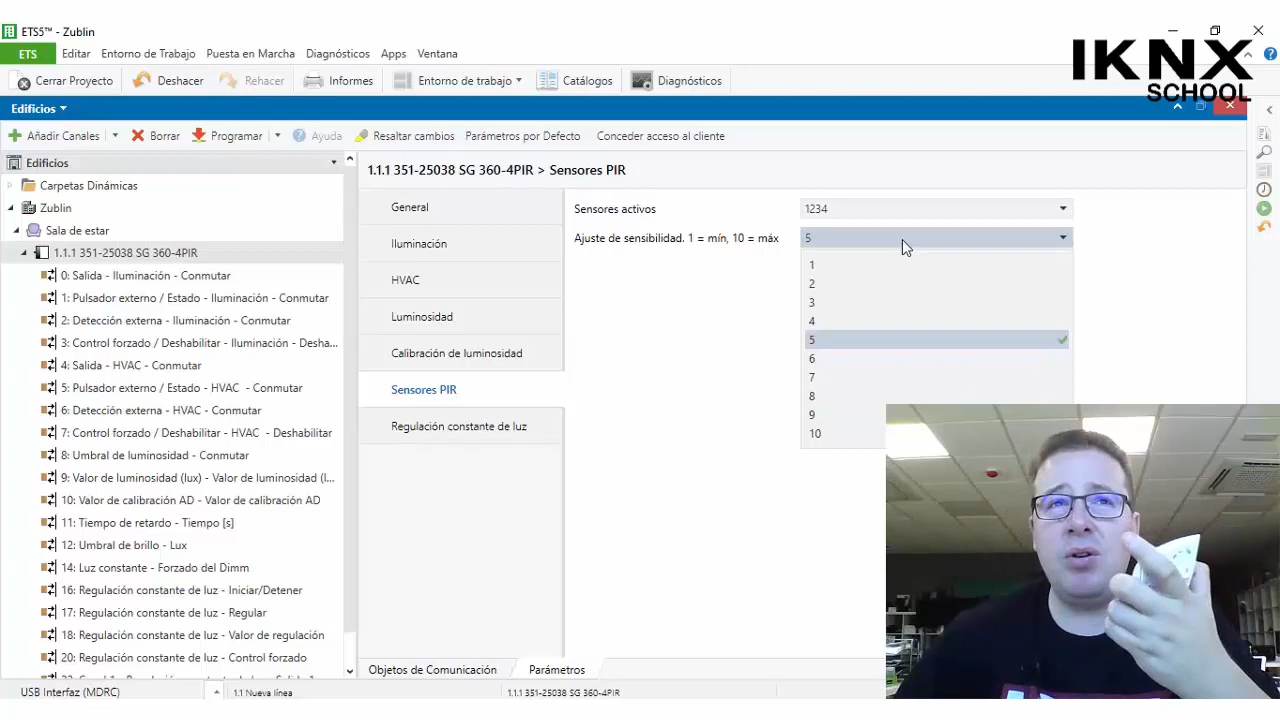 ETS5™ - Zublin
IKNX
SCHOOL
ETS Editar Entorno de Trabajo Puesta en Marcha Diagnósticos Apps Ventana
Cerrar Proyecto Deshacer Rehacer Informes Entorno de trabajo Catálogos Diagnósticos
Edificios
Añadir Canales Borrar Programar Ayuda Resaltar cambios Parámetros por Defecto Conceder acceso al cliente
Edificios
Carpetas Dinámicas
Zublin
Sala de estar
1.1.1 351-25038 SG 360-4PIR
0: Salida - Iluminación - Conmutar
1: Pulsador externo / Estado - Iluminación - Conmutar
2: Detección externa - Iluminación - Conmutar
3: Control forzado / Deshabilitar - Iluminación - Desha...
4: Salida - HVAC - Conmutar
5: Pulsador externo / Estado - HVAC - Conmutar
6: Detección externa - HVAC - Conmutar
7: Control forzado / Deshabilitar - HVAC - Deshabilitar
8: Umbral de luminosidad - Conmutar
9: Valor de luminosidad (lux) - Valor de luminosidad (l...
10: Valor de calibración AD - Valor de calibración AD
11: Tiempo de retardo - Tiempo [s]
12: Umbral de brillo - Lux
14: Luz constante - Forzado del Dimm
16: Regulación constante de luz - Iniciar/Detener
17: Regulación constante de luz - Regular
18: Regulación constante de luz - Valor de regulación
20: Regulación constante de luz - Control forzado
1.1.1 351-25038 SG 360-4PIR > Sensores PIR
General
Iluminación
HVAC
Luminosidad
Calibración de luminosidad
Sensores PIR
Regulación constante de luz
Sensores activos 1234
Ajuste de sensibilidad. 1 = mín, 10 = máx 5
1
2
3
4
5
6
7
8
9
10
Objetos de Comunicación Parámetros
USB Interfaz (MDRC) 1.1 Nueva línea 1.1.1 351-25038 SG 360-4PIR